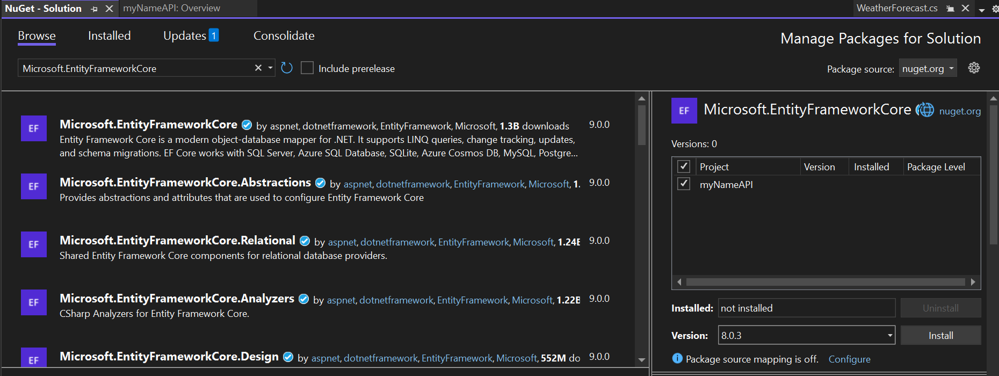 NuGet - Solution
myNameAPI: Overview
WeatherForecast.cs
Browse
Installed
Updates 1
Consolidate
Manage Packages for Solution
Microsoft.EntityFrameworkCore
Include prerelease
Package source: nuget.org
EF
Microsoft.EntityFrameworkCore by aspnet, dotnetframework, EntityFramework, Microsoft, 1.3B downloads 9.0.0
Entity Framework Core is a modern object-database mapper for .NET. It supports LINQ queries, change tracking, updates,
and schema migrations. EF Core works with SQL Server, Azure SQL Database, SQLite, Azure Cosmos DB, MySQL, Postgre...
EF
Microsoft.EntityFrameworkCore.Abstractions by aspnet, dotnetframework, EntityFramework, Microsoft, 1. 9.0.0
Provides abstractions and attributes that are used to configure Entity Framework Core
EF
Microsoft.EntityFrameworkCore.Relational by aspnet, dotnetframework, EntityFramework, Microsoft, 1.24B 9.0.0
Shared Entity Framework Core components for relational database providers.
EF
Microsoft.EntityFrameworkCore.Analyzers by aspnet, dotnetframework, EntityFramework, Microsoft, 1.22B 9.0.0
CSharp Analyzers for Entity Framework Core.
EF
Microsoft.EntityFrameworkCore.Design by aspnet, dotnetframework, EntityFramework, Microsoft, 552M do 9.0.0
EF
Microsoft.EntityFrameworkCore nuget.org
Versions: 0
Project Version Installed Package Level
myNameAPI
Installed: not installed Uninstall
Version: 8.0.3 Install
Package source mapping is off. Configure